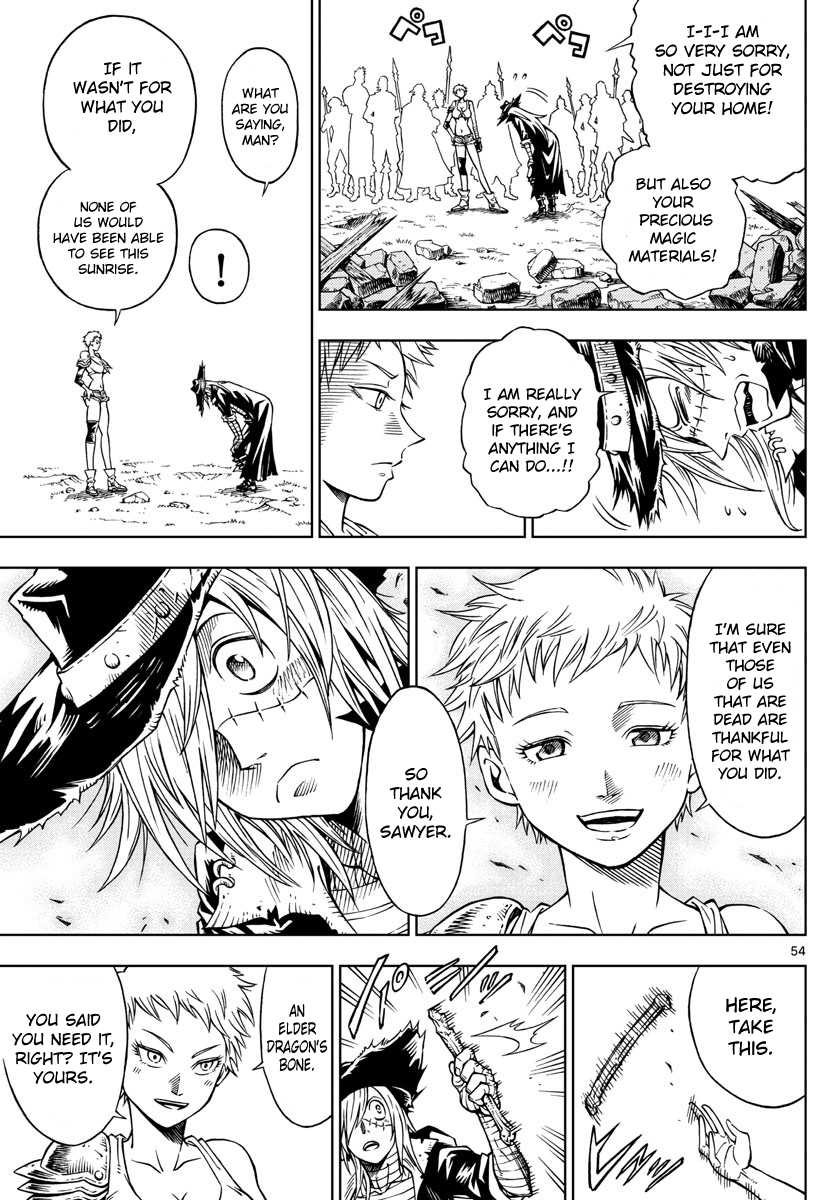 I-I-I AM
SO VERY SORRY,
NOT JUST FOR
DESTROYING
YOUR HOME!
ペコ
ペコ
BUT ALSO
YOUR
PRECIOUS
MAGIC
MATERIALS!
WHAT
ARE YOU
SAYING,
MAN?
IF IT
WASN'T FOR
WHAT YOU
DID,
NONE OF
US WOULD
HAVE BEEN ABLE
TO SEE THIS
SUNRISE.
!
I AM REALLY
SORRY, AND
IF THERE'S
ANYTHING I
CAN DO...!!
I'M SURE
THAT EVEN
THOSE
OF US
THAT ARE
DEAD ARE
THANKFUL
FOR WHAT
YOU DID.
SO
THANK
YOU,
SAWYER.
54
HERE,
TAKE
THIS.
AN
ELDER
DRAGON'S
BONE.
YOU SAID
YOU NEED IT,
RIGHT? IT'S
YOURS.